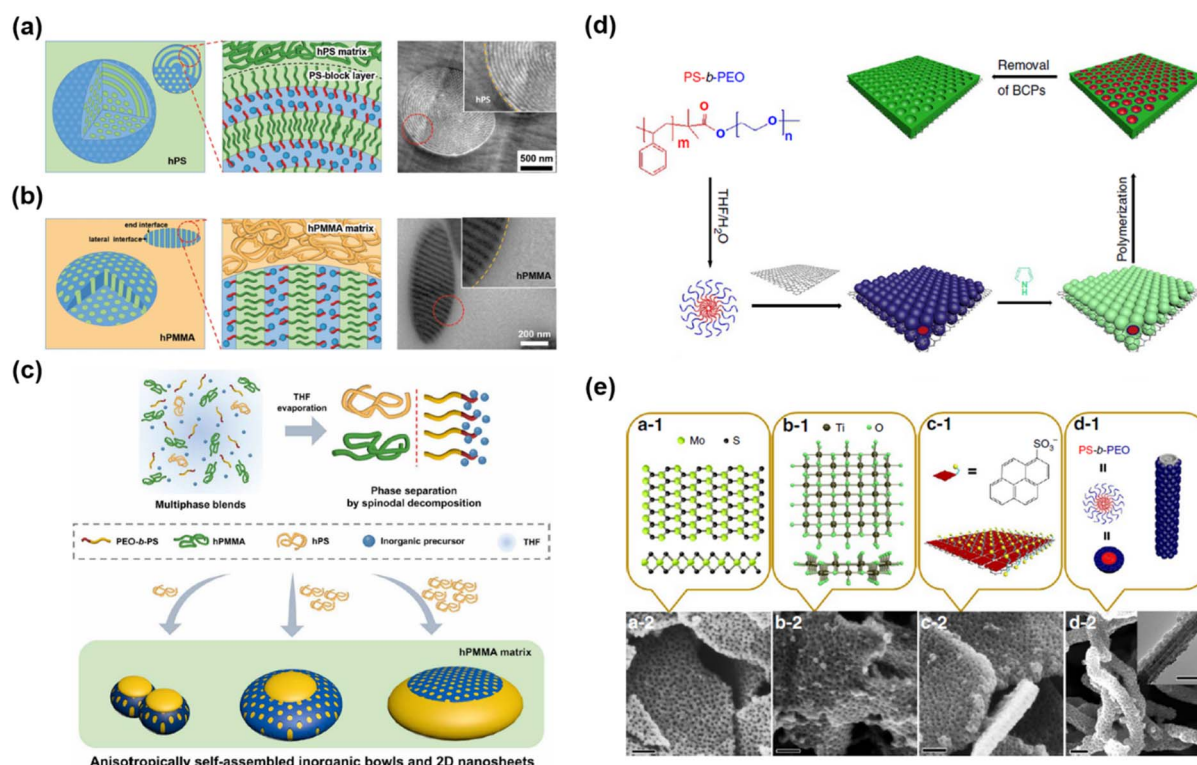 (a)
hPS
hPS matrix
PS-block layer
hPS
500 nm
(b)
end interface
lateral interface
hPMMA
hPMMA matrix
hPMMA
200 nm
(c)
THF
evaporation
Multiphase blends
Phase separation
by spinodal decomposition
PEO-b-PS
hPMMA
hPS
Inorganic precursor
THF
hPMMA matrix
Anisotropically self-assembled inorganic bowls and 2D nanosheets
(d)
PS-b-PEO
O
O
O
m
n
THF/H2O
N
H
Polymerization
Removal
of BCPs
(e)
a-1
Mo
S
b-1
Ti
O
c-1
=
SO3−
d-1
PS-b-PEO
=
=
a-2
b-2
c-2
d-2